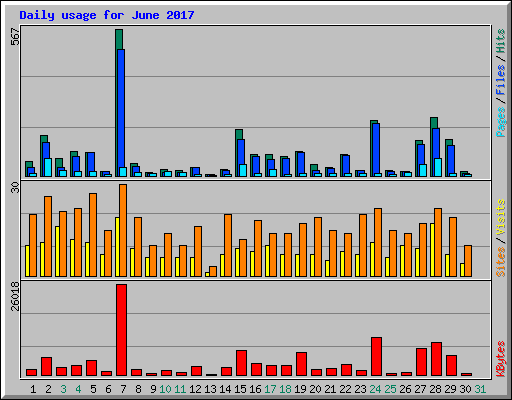 Daily usage for June 2017
567
Pages / Files / Hits
30
Sites / Visits
26018
KBytes
1 2 3 4 5 6 7 8 9 10 11 12 13 14 15 16 17 18 19 20 21 22 23 24 25 26 27 28 29 30 31